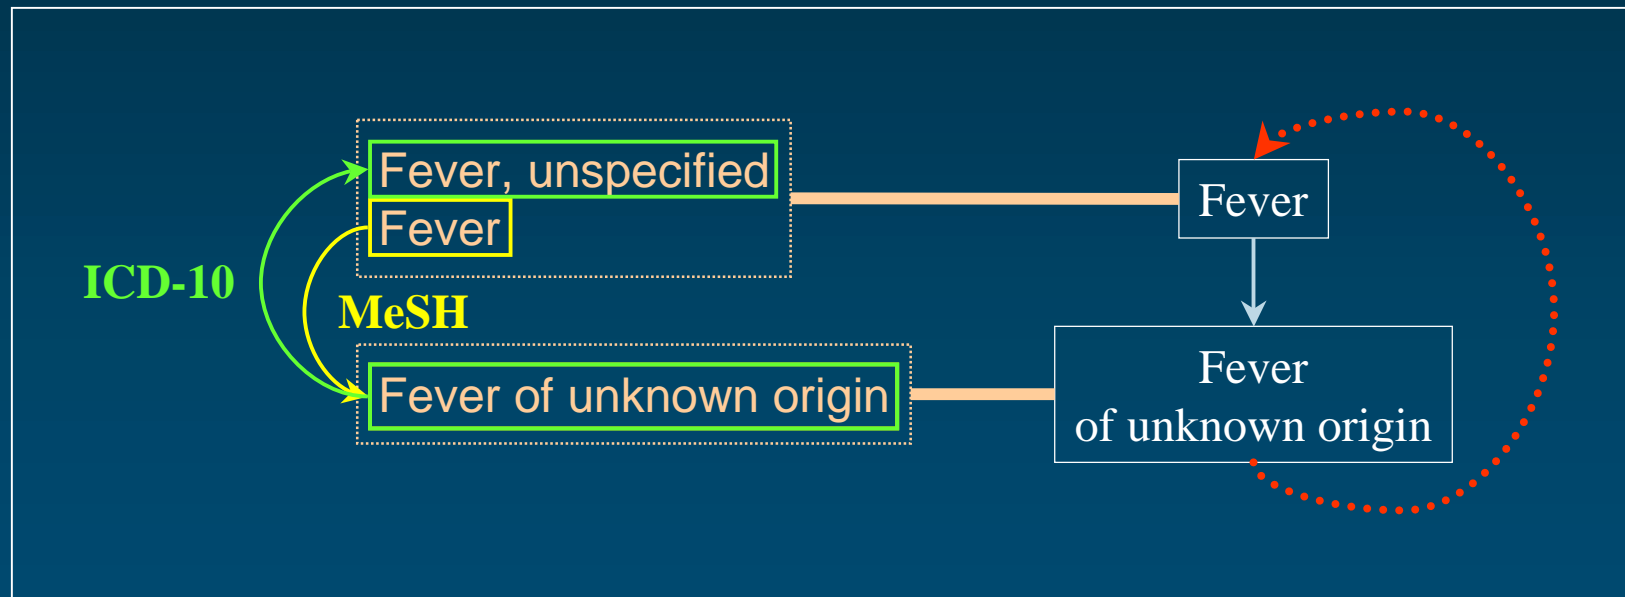 Fever, unspecified
Fever
ICD-10
MeSH
Fever of unknown origin
Fever
Fever
of unknown origin